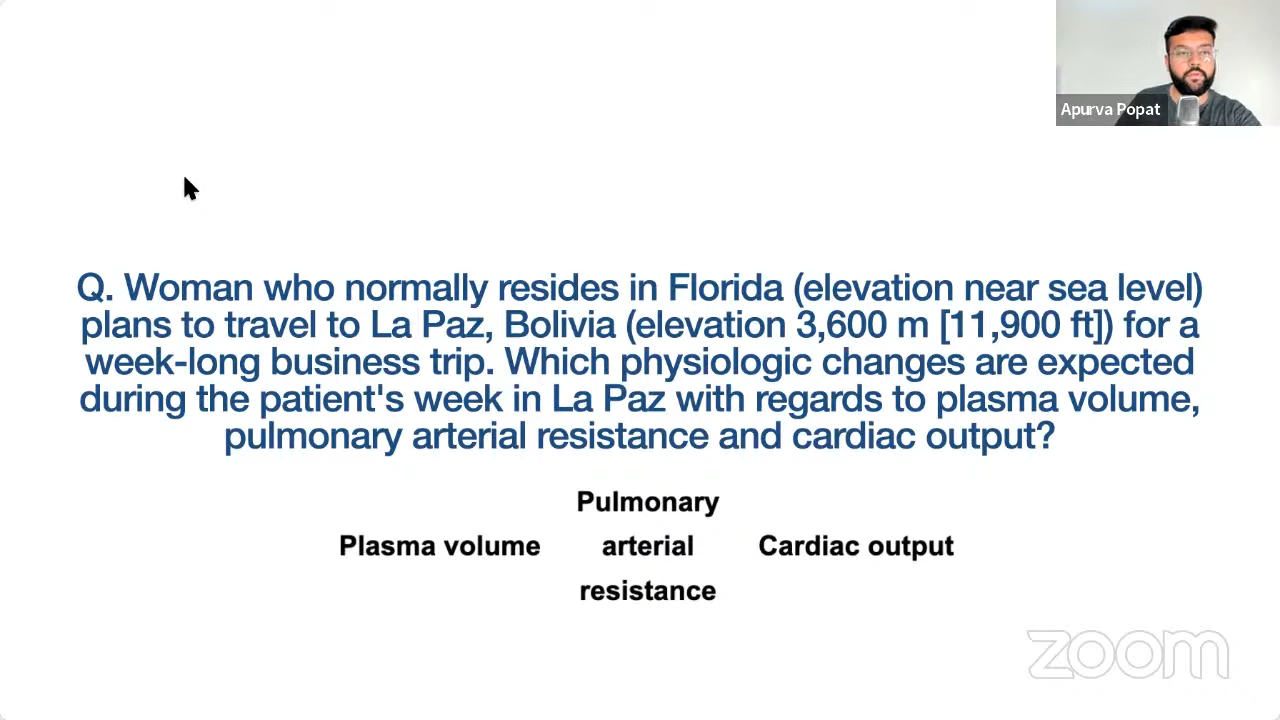 Apurva Popat
Q. Woman who normally resides in Florida (elevation near sea level)
plans to travel to La Paz, Bolivia (elevation 3,600 m [11,900 ft]) for a
week-long business trip. Which physiologic changes are expected
during the patient's week in La Paz with regards to plasma volume,
pulmonary arterial resistance and cardiac output?
Pulmonary
Plasma volume arterial Cardiac output
resistance
zoom